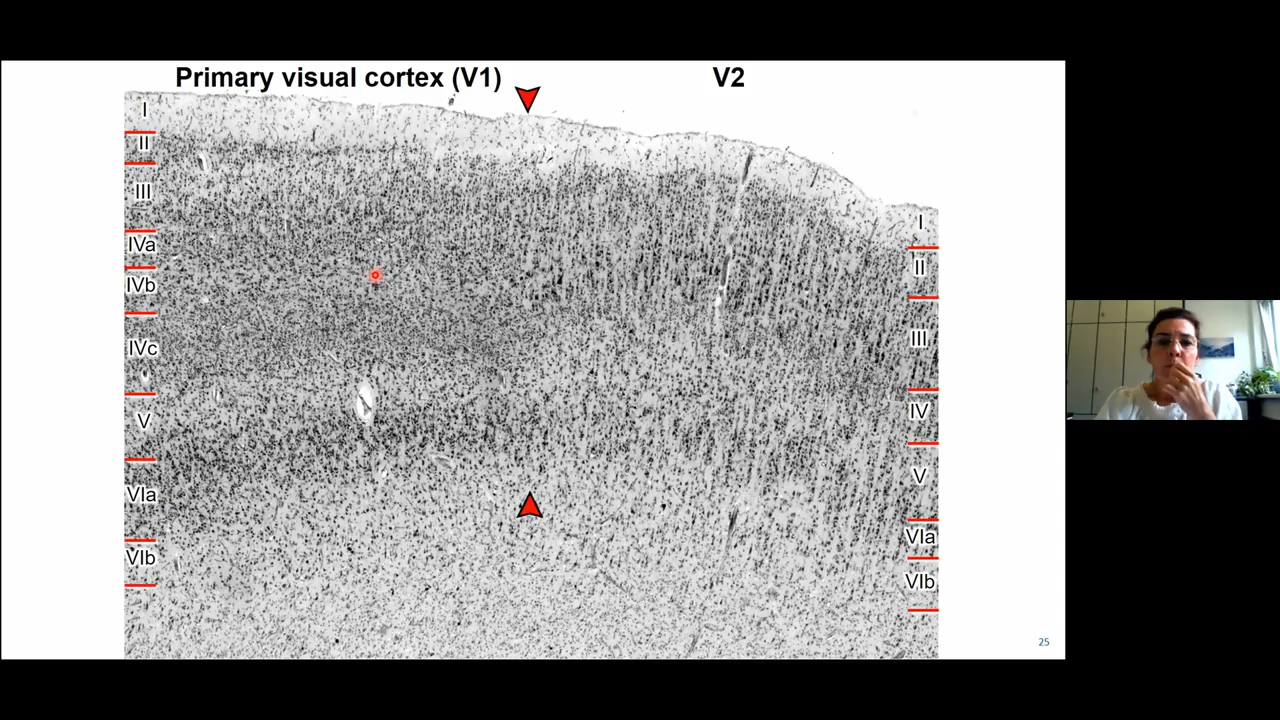 Primary visual cortex (V1)
V2
I
II
III
IVa
IVb
IVc
V
VIa
VIb
I
II
III
IV
V
VIa
VIb
25